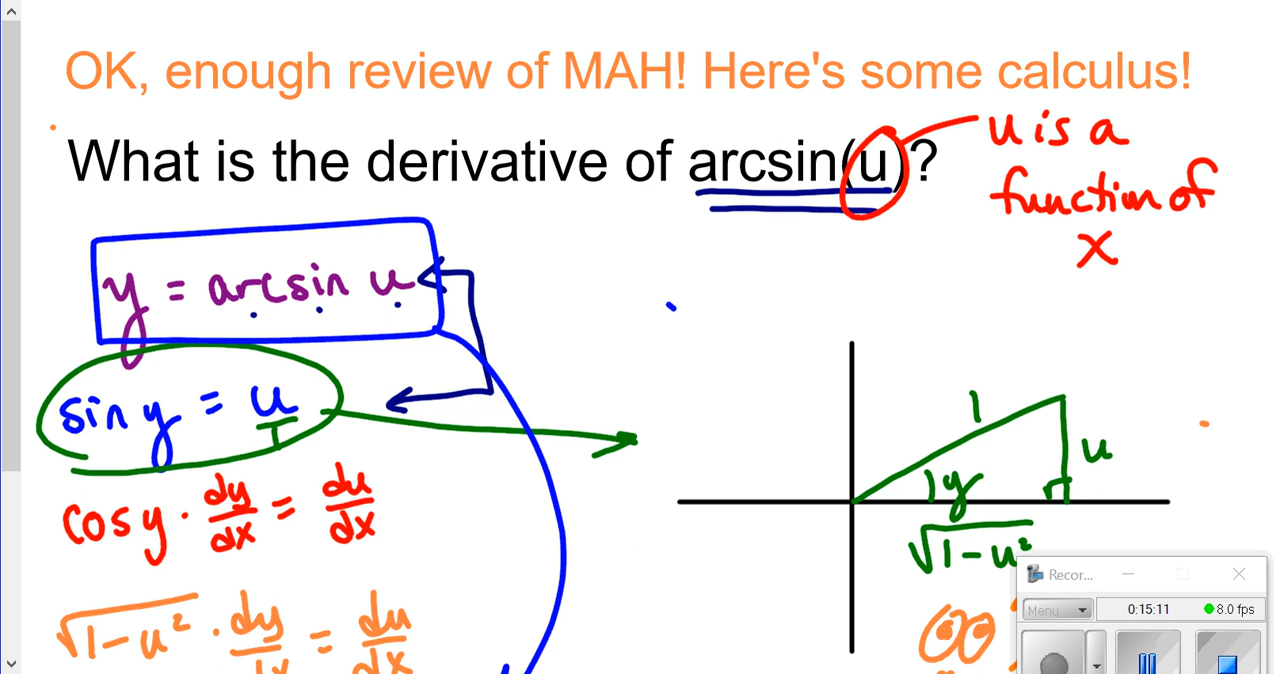 OK, enough review of MAH! Here's some calculus!
What is the derivative of arcsin(u)?
u is a
function of
x
y = arcsin u
sin y = u
1
1
u
y
√1-u²
cos y · dy/dx = du/dx
√1-u² · dy/dx = du/dx
Recor...
Menu
0:15:11
8.0 fps